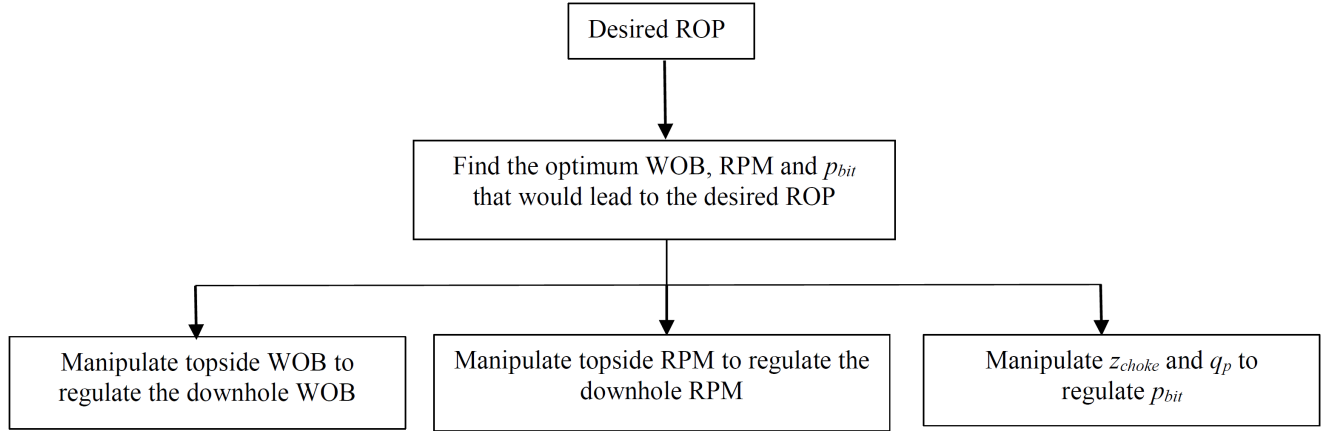 Desired ROP
Find the optimum WOB, RPM and pbit
that would lead to the desired ROP
Manipulate topside WOB to
regulate the downhole WOB
Manipulate topside RPM to regulate the
downhole RPM
Manipulate zchoke and qp to
regulate pbit